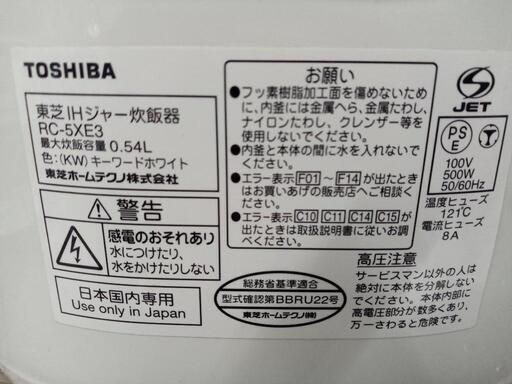 TOSHIBA
東芝IHジャー炊飯器
RC-5XE3
最大炊飯容量 0.54L
色:(KW)キーワードホワイト
東芝ホームテクノ株式会社
警告
感電のおそれあり
水につけたり、
水をかけたりしない
日本国内専用
Use only in Japan
お願い
●フッ素樹脂加工面を傷めないため
に、内釜には金属へら、金属たわし、
ナイロンたわし、クレンザー等を
使用しないでください。
●内釜と本体の間に水を入れないで
ください。
●エラー表示F01~F14が出たときは
お買いあげの販売店へご相談く
ださい。
●エラー表示C10 C11 C14 C15が
出たときは取扱説明書に従いお調
べください。
総務省基準適合
型式確認第BBRU22号
東芝ホームテクノ(株)
S
JET
PS
E
100V
500W
50/60Hz
温度ヒューズ
121℃
電流ヒューズ
8A
高圧注意
サービスマン以外の人は
絶対に本体を分解しない
でください。本体内部に
高電圧部分が数多くあり、
万一さわると危険です。